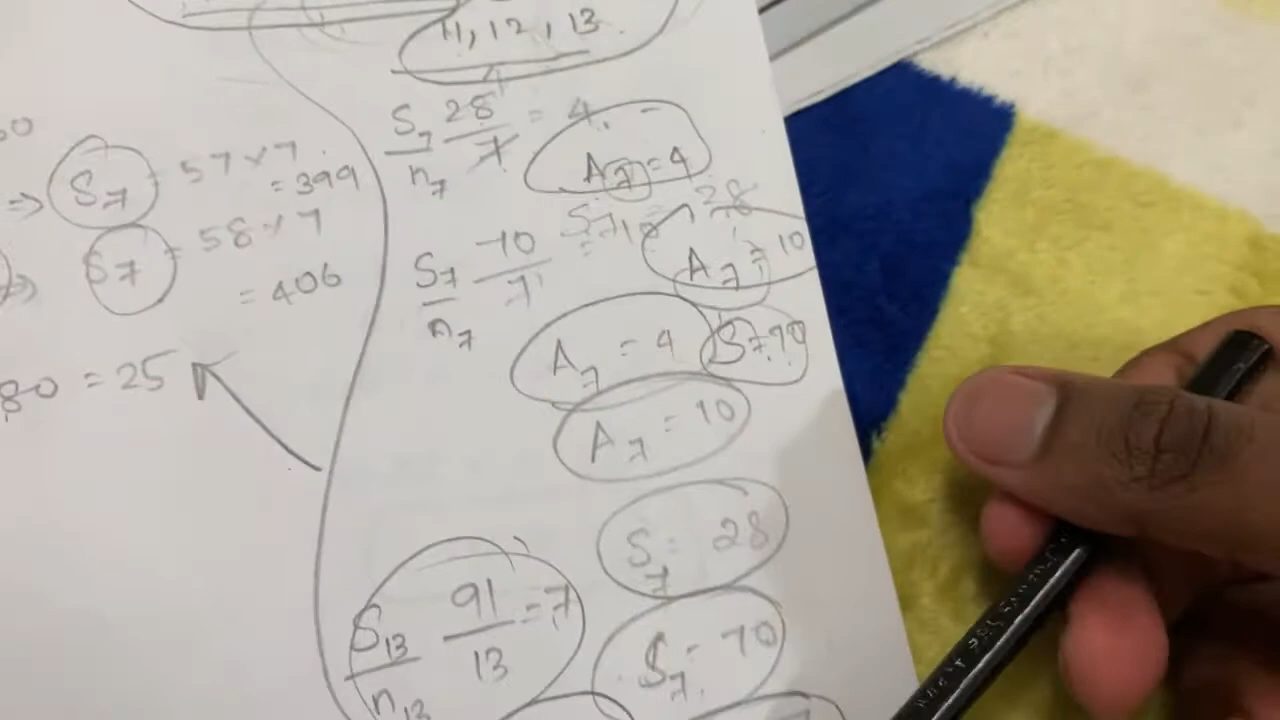 11, 12, 13
S7 = 57 × 7
= 399
S7 = 58 × 7
= 406
80 = 25
S7/n7 28/7 = 4
A7 = 4
S7/n7 70/7
A7 = 10
A7 = 4
S7 70
A7 = 10
S7 = 28
S7 = 70
S13/n13 91/13 = 7